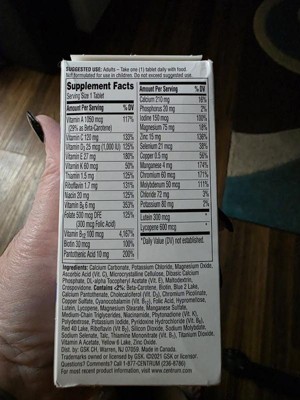 SUGGESTED USE: Adults – Take one (1) tablet daily with food.
Not formulated for use in children. Do not exceed suggested use.
Supplement Facts
Serving Size 1 Tablet
Amount Per Serving % DV
Vitamin A 1050 mcg 117%
(29% as Beta-Carotene)
Vitamin C 120 mg 133%
Vitamin D3 25 mcg (1,000 IU) 125%
Vitamin E 27 mg 180%
Vitamin K 60 mcg 50%
Thiamin 1.5 mg 125%
Riboflavin 1.7 mg 131%
Niacin 20 mg 125%
Vitamin B6 6 mg 353%
Folate 500 mcg DFE 125%
(300 mcg Folic Acid)
Vitamin B12 100 mcg 4,167%
Biotin 30 mcg 100%
Pantothenic Acid 10 mg 200%
Amount Per Serving % DV
Calcium 210 mg 16%
Phosphorus 20 mg 2%
Iodine 150 mcg 100%
Magnesium 75 mg 18%
Zinc 15 mg 136%
Selenium 21 mcg 38%
Copper 0.5 mg 56%
Manganese 4 mg 174%
Chromium 60 mcg 171%
Molybdenum 50 mcg 111%
Chloride 72 mg 3%
Potassium 80 mg 2%
Lutein 300 mcg *
Lycopene 600 mcg *
*Daily Value (DV) not established.
Ingredients: Calcium Carbonate, Potassium Chloride, Magnesium Oxide,
Ascorbic Acid (Vit. C), Microcrystalline Cellulose, Dibasic Calcium
Phosphate, DL-alpha Tocopheryl Acetate (Vit. E), Maltodextrin,
Crospovidone. Contains <2%: Beta-Carotene, Biotin, Blue 2 Lake,
Calcium Pantothenate, Cholecalciferol (Vit. D3), Chromium Picolinate,
Copper Sulfate, Cyanocobalamin (Vit. B12), Folic Acid, Hypromellose,
Lutein, Lycopene, Magnesium Stearate, Manganese Sulfate,
Medium-Chain Triglycerides, Niacinamide, Phytonadione (Vit. K),
Polydextrose, Potassium Iodide, Pyridoxine Hydrochloride (Vit. B6),
Red 40 Lake, Riboflavin (Vit. B2), Silicon Dioxide, Sodium Molybdate,
Sodium Selenate, Talc, Thiamine Mononitrate (Vit. B1), Titanium Dioxide,
Vitamin A Acetate, Yellow 6 Lake, Zinc Oxide.
Dist. by: GSK CH, Warren, NJ 07059. Made in Canada.
Trademarks owned or licensed by GSK. ©2021 GSK or licensor.
Questions? Comments? Call 1-877-CENTRUM (236-8786)
For most recent product information, visit www.centrum.com